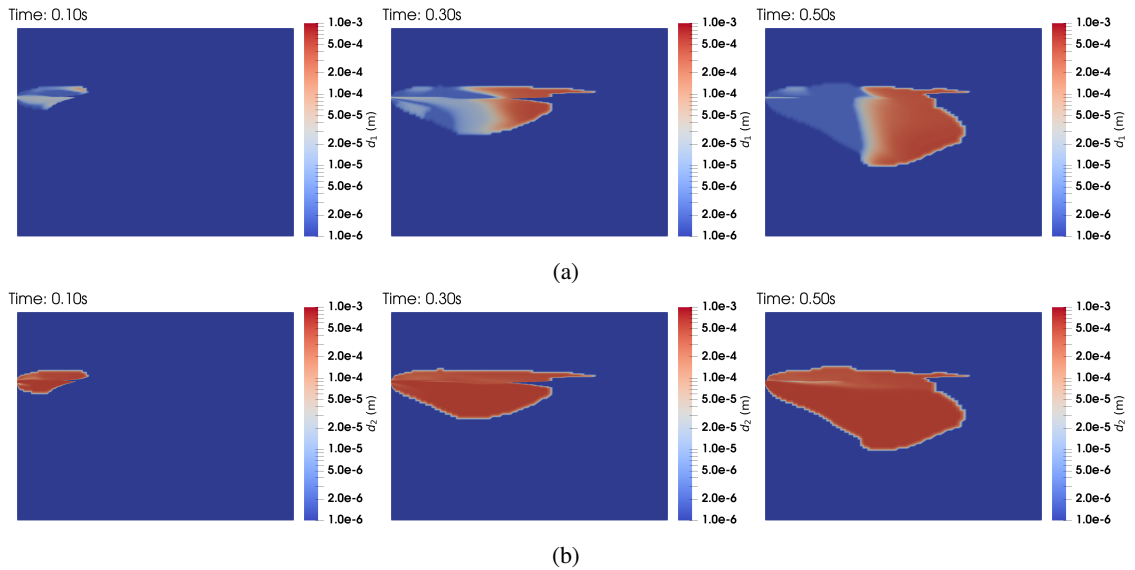 Time: 0.10s
1.0e-3
5.0e-4
2.0e-4
1.0e-4
5.0e-5
2.0e-5
1.0e-5
5.0e-6
2.0e-6
1.0e-6
d1 (m)
Time: 0.30s
1.0e-3
5.0e-4
2.0e-4
1.0e-4
5.0e-5
2.0e-5
1.0e-5
5.0e-6
2.0e-6
1.0e-6
d1 (m)
Time: 0.50s
1.0e-3
5.0e-4
2.0e-4
1.0e-4
5.0e-5
2.0e-5
1.0e-5
5.0e-6
2.0e-6
1.0e-6
d1 (m)
(a)
Time: 0.10s
1.0e-3
5.0e-4
2.0e-4
1.0e-4
5.0e-5
2.0e-5
1.0e-5
5.0e-6
2.0e-6
1.0e-6
d2 (m)
Time: 0.30s
1.0e-3
5.0e-4
2.0e-4
1.0e-4
5.0e-5
2.0e-5
1.0e-5
5.0e-6
2.0e-6
1.0e-6
d2 (m)
Time: 0.50s
1.0e-3
5.0e-4
2.0e-4
1.0e-4
5.0e-5
2.0e-5
1.0e-5
5.0e-6
2.0e-6
1.0e-6
d2 (m)
(b)